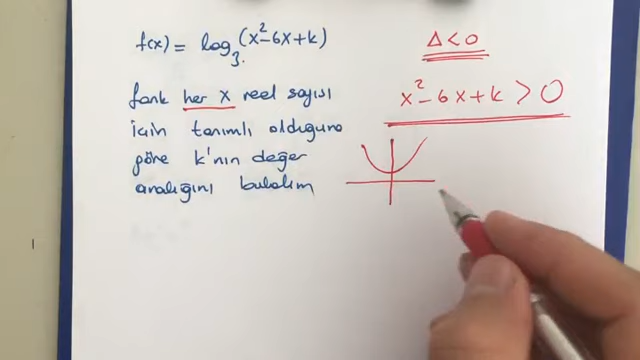 f(x) = log₃(x²-6x+k)
Δ<0
x²-6x+k>0
fonk her x reel sayısı
için tanımlı olduğuna
göre k'nın değer
aralığını bulalım